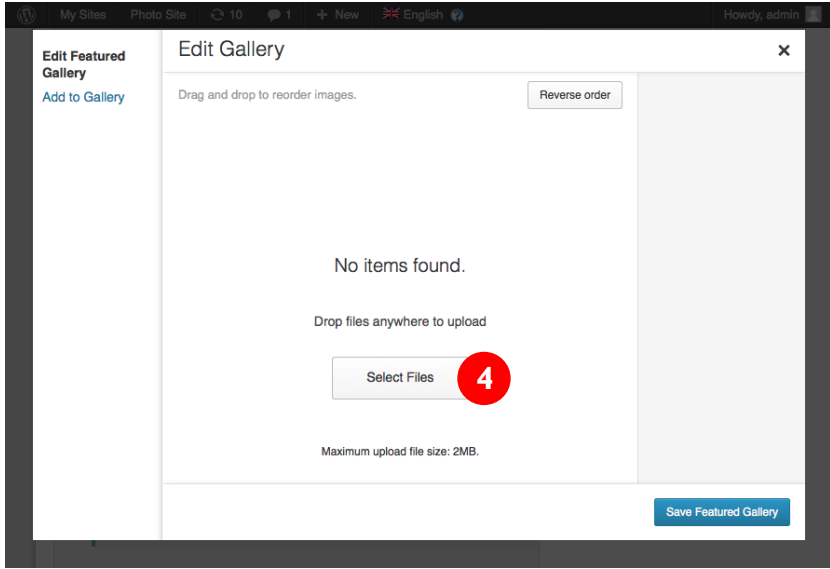 My Sites Photo Site 10 1 + New English ? Howdy, admin
Edit Featured
Gallery
Add to Gallery
Edit Gallery
×
Drag and drop to reorder images.
Reverse order
No items found.
Drop files anywhere to upload
Select Files
4
Maximum upload file size: 2MB.
Save Featured Gallery